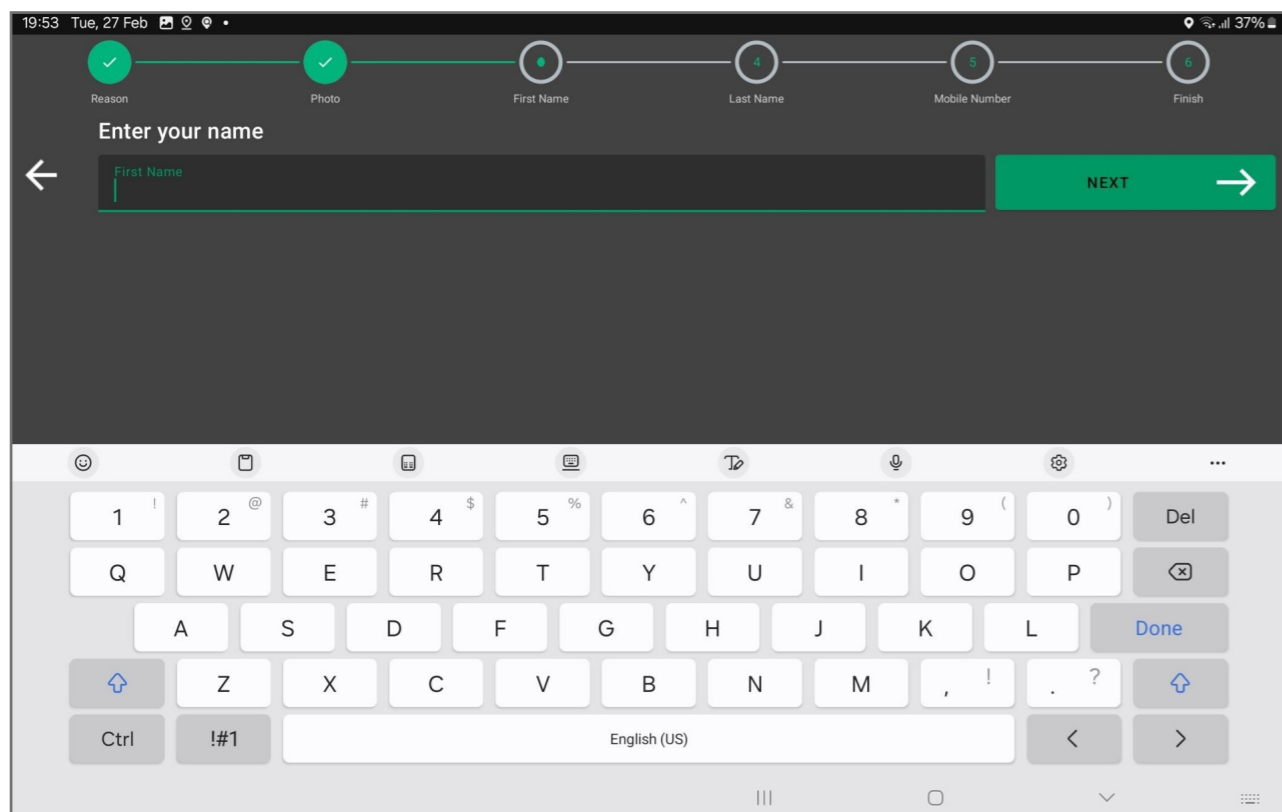 19:53 Tue, 27 Feb 37%
4 5 6
Reason Photo First Name Last Name Mobile Number Finish
Enter your name
First Name
NEXT
1 ! 2 @ 3 # 4 $ 5 % 6 ^ 7 & 8 * 9 ( 0 ) Del
Q W E R T Y U I O P
A S D F G H J K L Done
Z X C V B N M , ! . ?
Ctrl !#1 English (US) < >